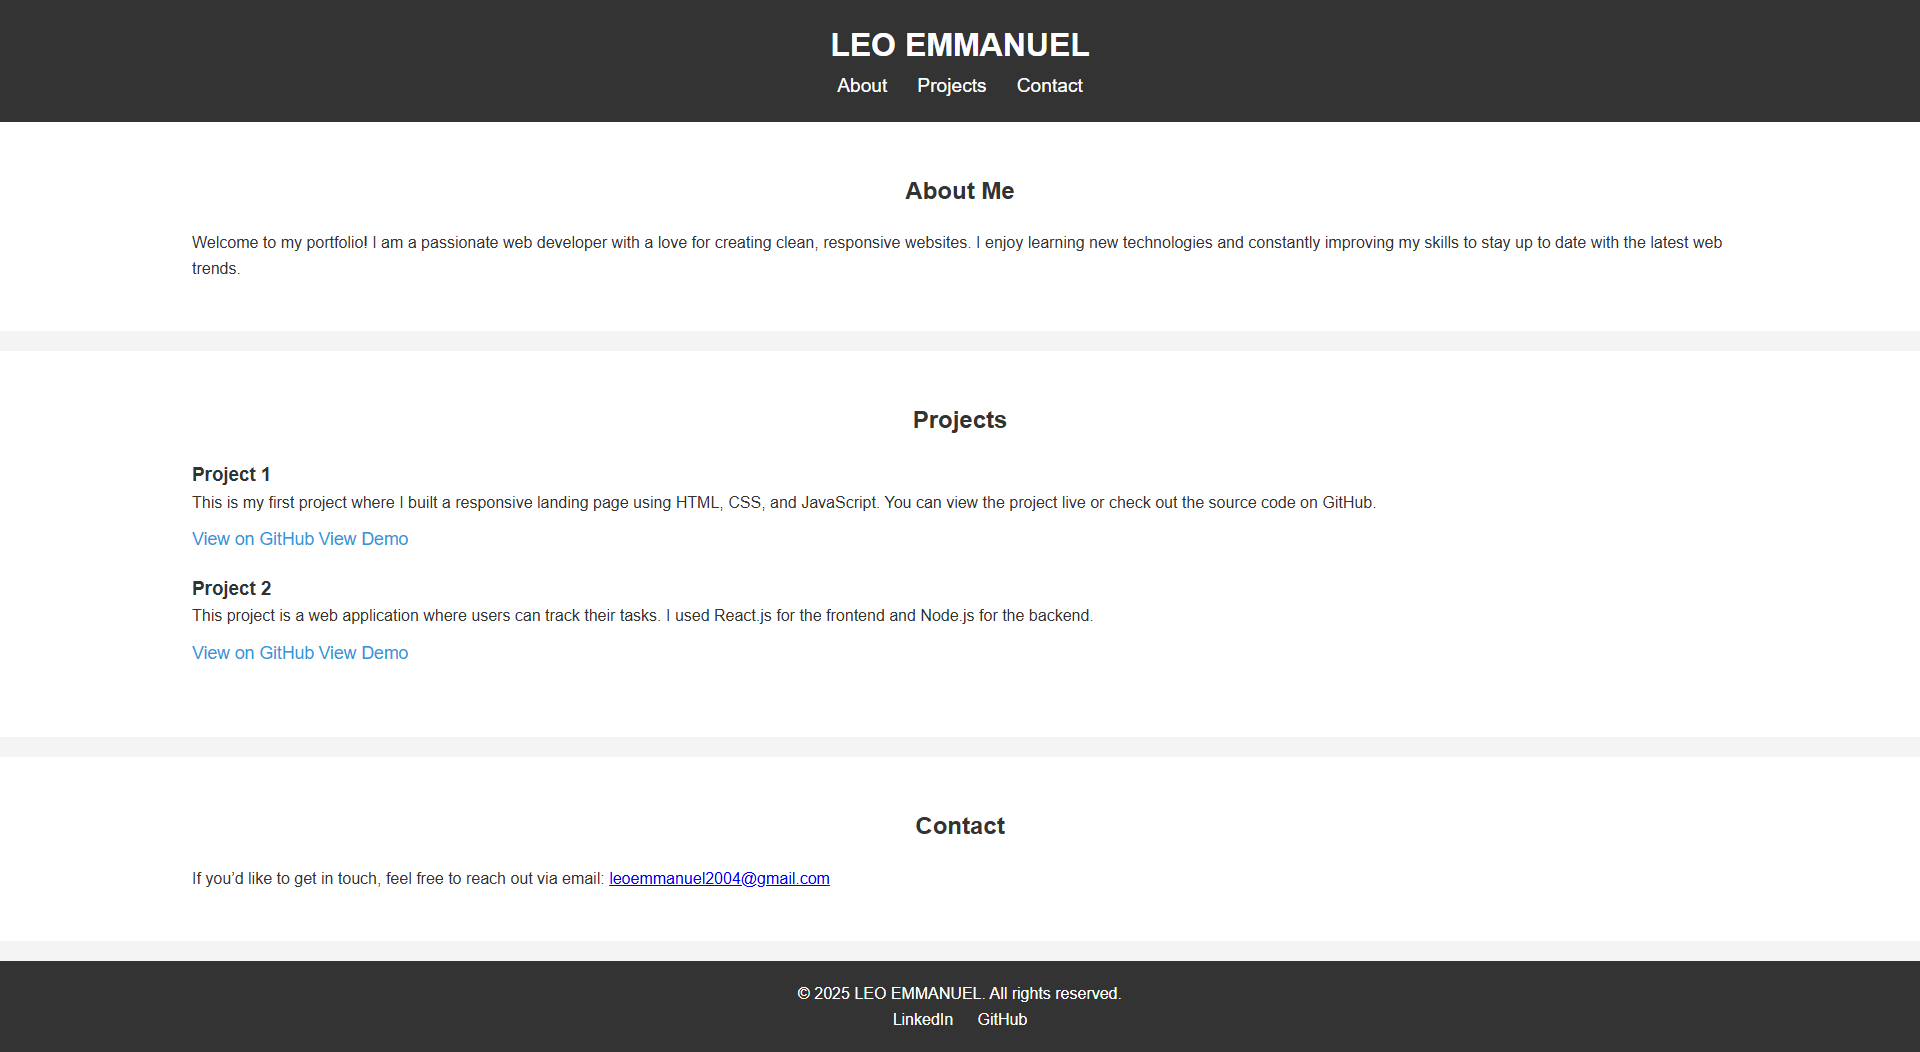 LEO EMMANUEL
About Projects Contact
About Me
Welcome to my portfolio! I am a passionate web developer with a love for creating clean, responsive websites. I enjoy learning new technologies and constantly improving my skills to stay up to date with the latest web
trends.
Projects
Project 1
This is my first project where I built a responsive landing page using HTML, CSS, and JavaScript. You can view the project live or check out the source code on GitHub.
View on GitHub View Demo
Project 2
This project is a web application where users can track their tasks. I used React.js for the frontend and Node.js for the backend.
View on GitHub View Demo
Contact
If you’d like to get in touch, feel free to reach out via email: leoemmanuel2004@gmail.com
© 2025 LEO EMMANUEL. All rights reserved.
LinkedIn GitHub